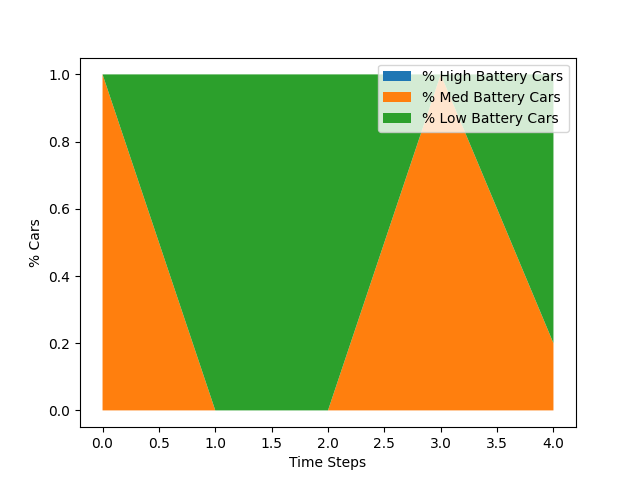 % High Battery Cars
% Med Battery Cars
% Low Battery Cars
1.0
0.8
0.6
0.4
0.2
0.0
% Cars
0.0 0.5 1.0 1.5 2.0 2.5 3.0 3.5 4.0
Time Steps